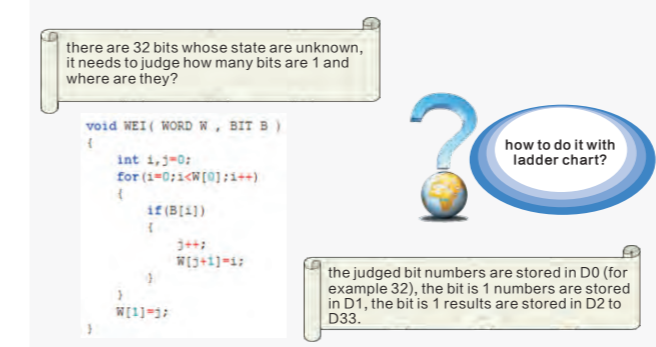 there are 32 bits whose state are unknown,
it needs to judge how many bits are 1 and
where are they?
void WEI( WORD W , BIT B )
{
int i,j=0;
for(i=0;i<W[0];i++)
{
if(B[i])
{
j++;
W[j+1]=i;
}
}
W[1]=j;
}
how to do it with
ladder chart?
the judged bit numbers are stored in D0 (for
example 32), the bit is 1 numbers are stored
in D1, the bit is 1 results are stored in D2 to
D33.